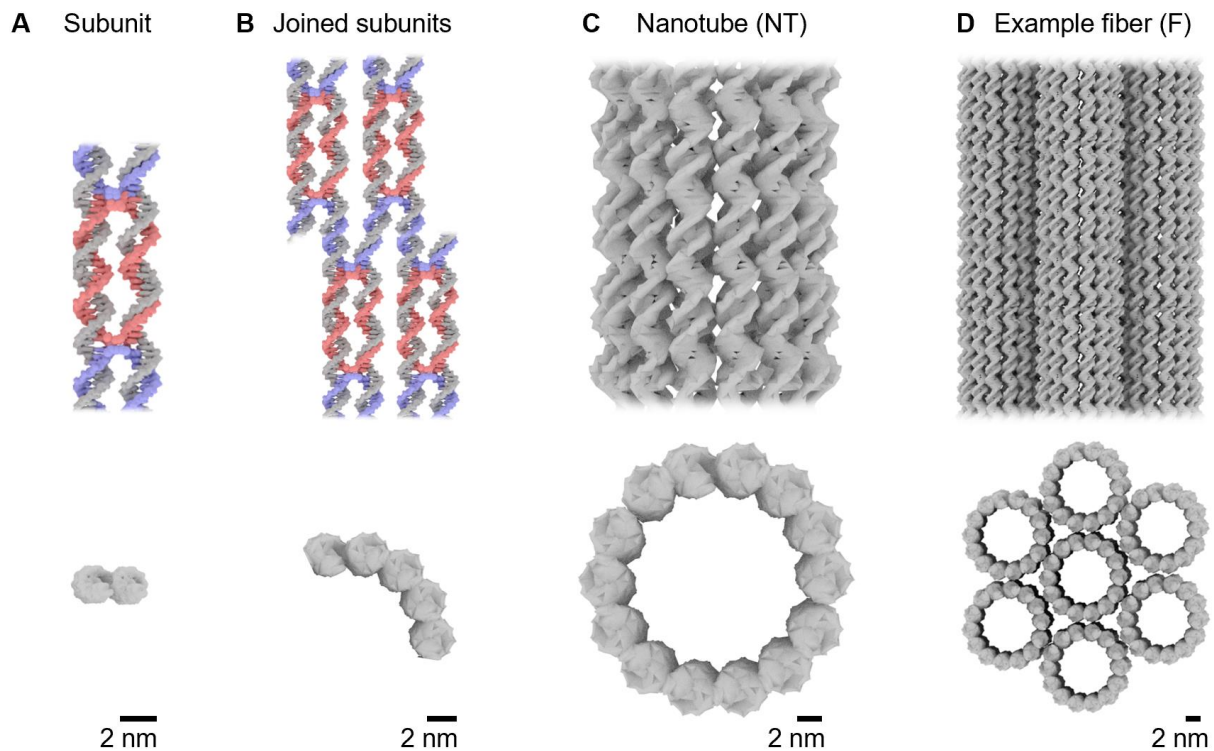 A Subunit
B Joined subunits
C Nanotube (NT)
D Example fiber (F)
2 nm
2 nm
2 nm
2 nm